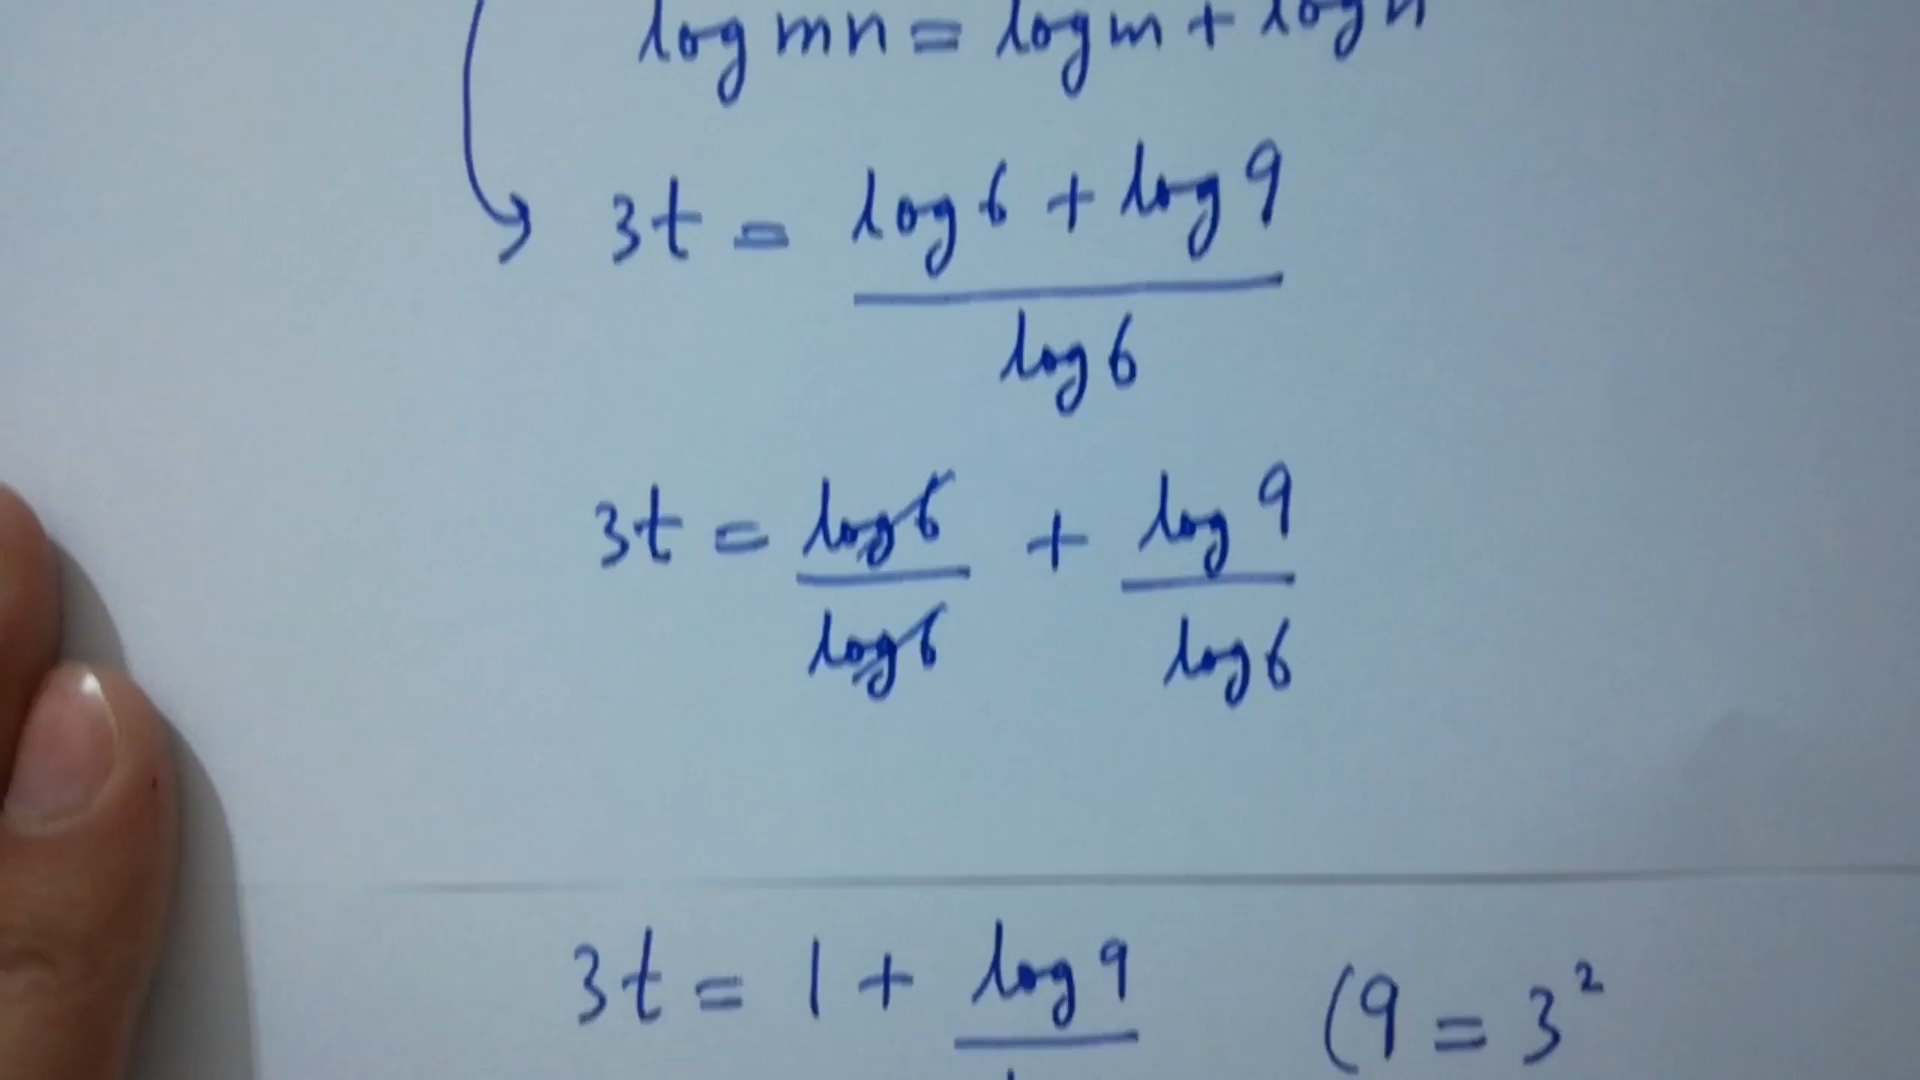 log mn = log m + log n
3t = log 6 + log 9
log 6
3t = log 6 + log 9
log 6 log 6
3t = 1 + log 9 (9 = 3²